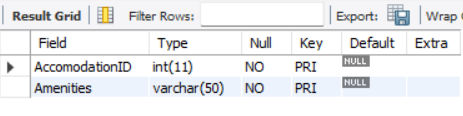 Result Grid Filter Rows: Export: Wrap
Field Type Null Key Default Extra
AccomodationID int(11) NO PRI NULL
Amenities varchar(50) NO PRI NULL